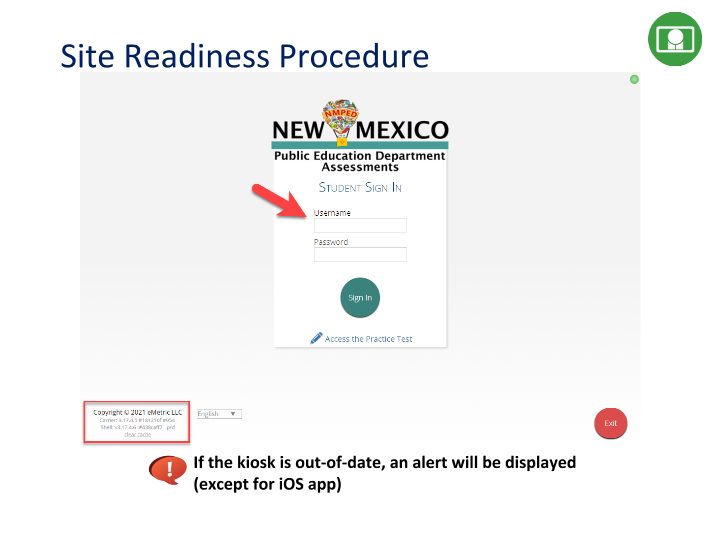 Site Readiness Procedure
NMPED
NEW MEXICO
Public Education Department
Assessments
STUDENT SIGN IN
Username
Password
Sign In
Access the Practice Test
Copyright © 2021 eMetric LLC
English ▼
clear cache
Exit
! If the kiosk is out-of-date, an alert will be displayed
(except for iOS app)